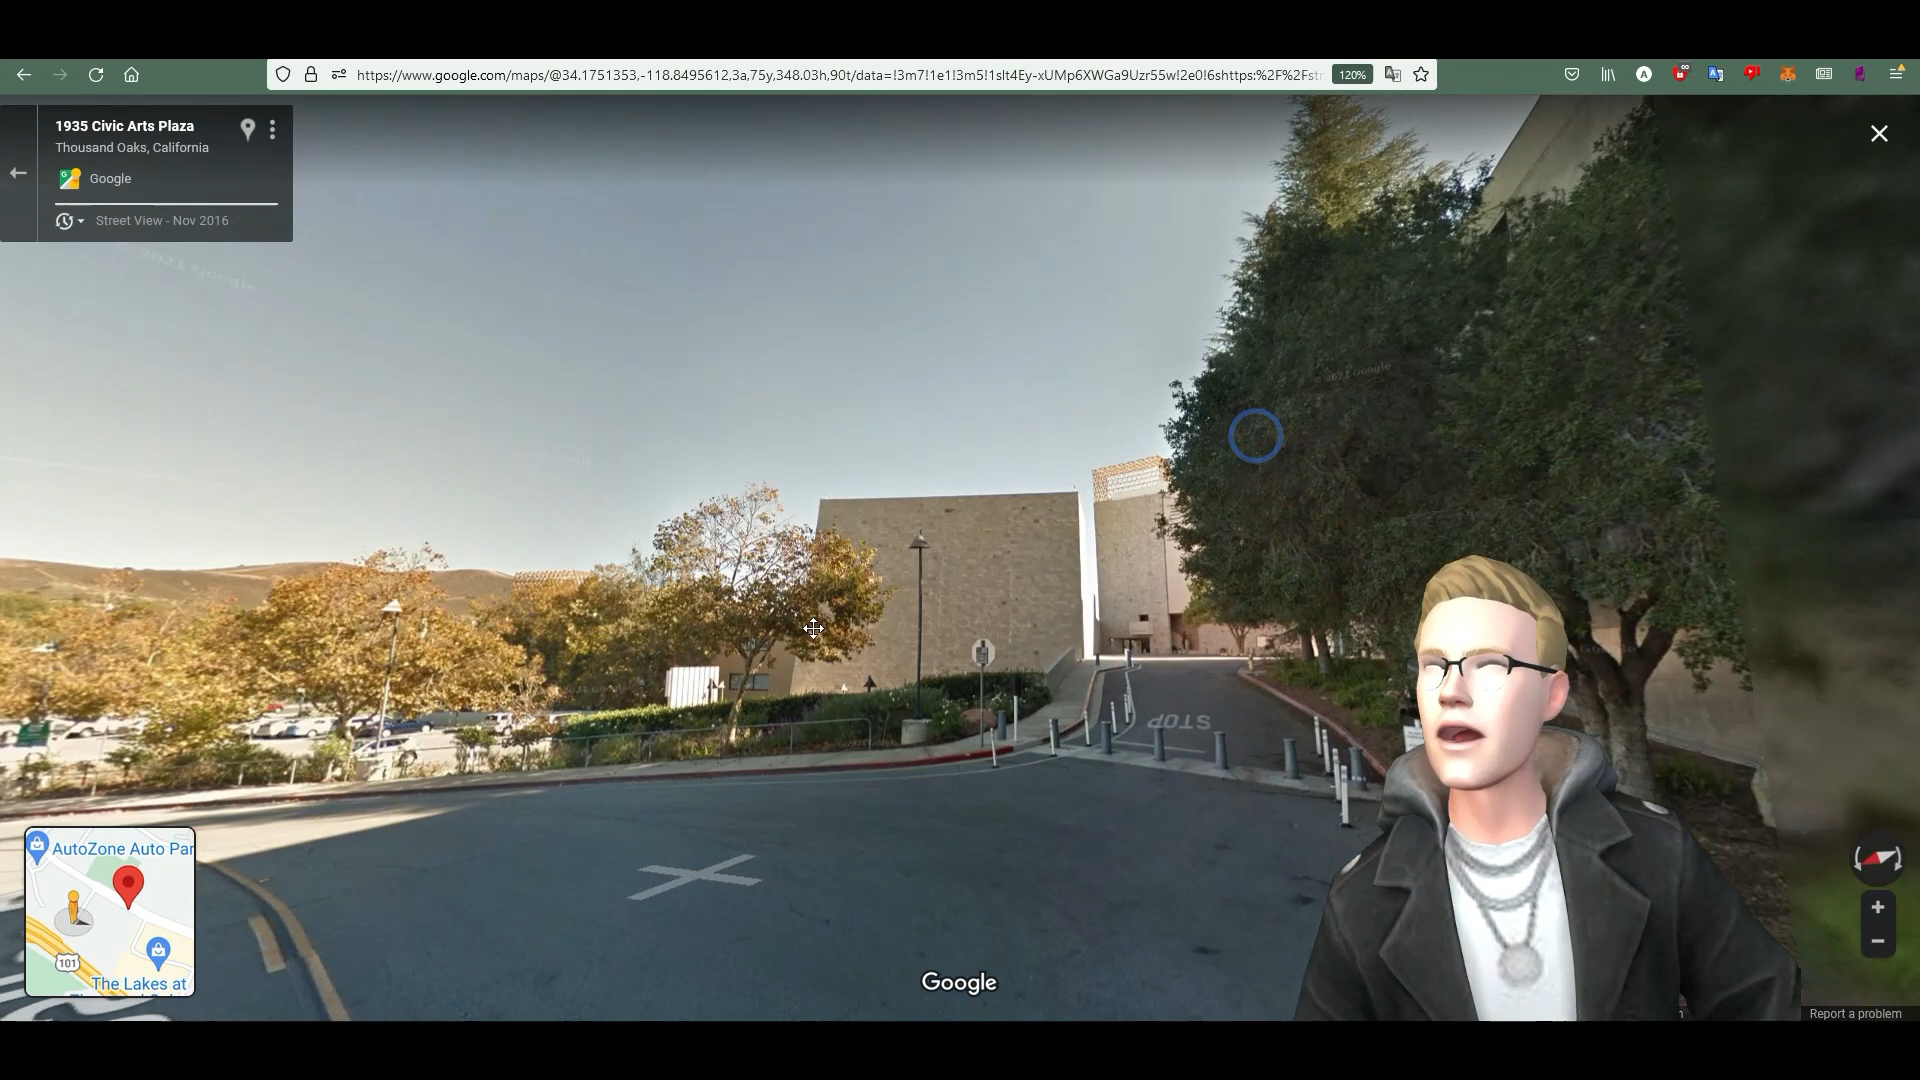 https://www.google.com/maps/@34.1751353,-118.8495612,3a,75y,348.03h,90t/data=!3m7!1e1!3m5!1slt4Ey-xUMp6XWGa9Uzr55w!2e0!6shttps:%2F%2Fstr
120%
1935 Civic Arts Plaza
Thousand Oaks, California
Google
Street View - Nov 2016
STOP
AutoZone Auto Par
101
The Lakes at
Google
Report a problem